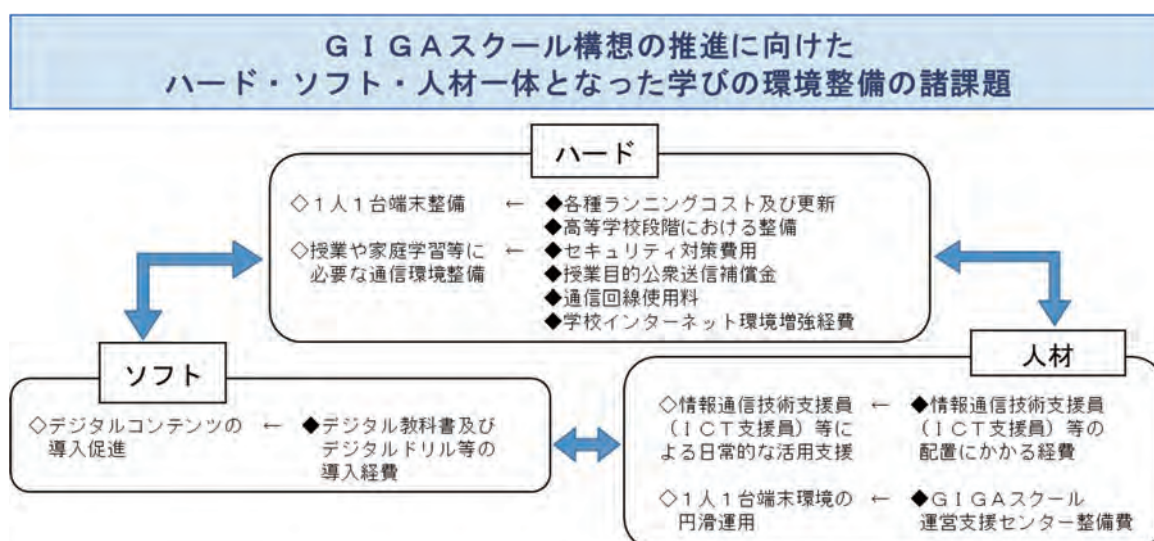 ＧＩＧＡスクール構想の推進に向けた
ハード・ソフト・人材一体となった学びの環境整備の諸課題
ハード
◇１人１台端末整備 ← ◆各種ランニングコスト及び更新
◆高等学校段階における整備
◇授業や家庭学習等に ← ◆セキュリティ対策費用
必要な通信環境整備 ◆授業目的公衆送信補償金
◆通信回線使用料
◆学校インターネット環境増強経費
ソフト
◇デジタルコンテンツの ← ◆デジタル教科書及び
導入促進 デジタルドリル等の
導入経費
人材
◇情報通信技術支援員 ← ◆情報通信技術支援員
（ＩＣＴ支援員）等に （ＩＣＴ支援員）等の
よる日常的な活用支援 配置にかかる経費
◇１人１台端末環境の ← ◆ＧＩＧＡスクール
円滑運用 運営支援センター整備費